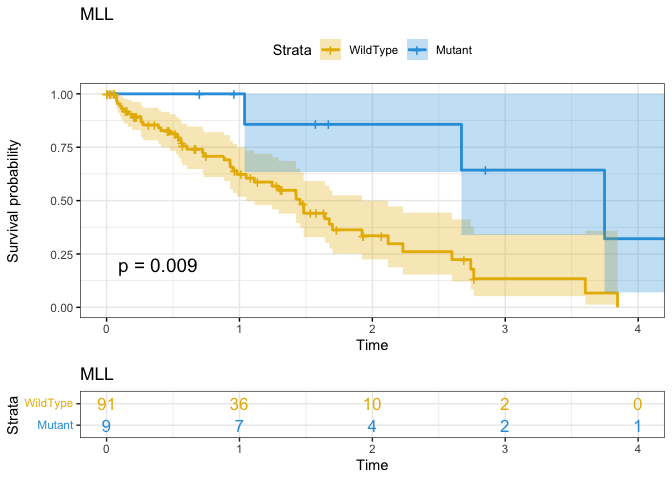 MLL
Strata WildType Mutant
Survival probability
1.00
0.75
0.50
0.25
0.00
p = 0.009
0 1 2 3 4
Time
MLL
Strata
WildType 91 36 10 2 0
Mutant 9 7 4 2 1
0 1 2 3 4
Time